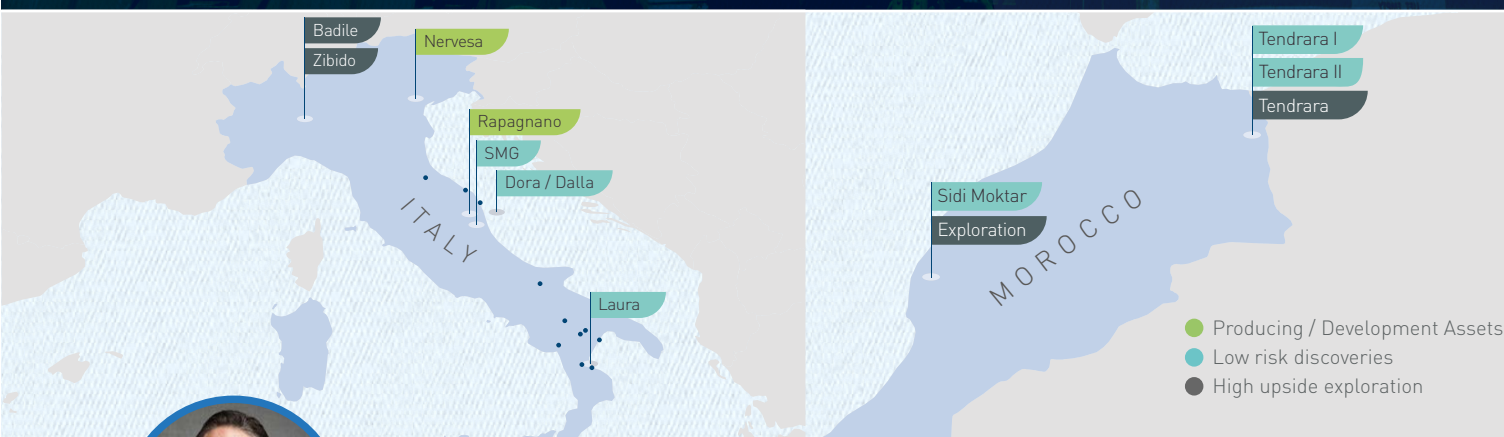 Badile
Zibido
Nervesa
Rapagnano
SMG
Dora / Dalla
ITALY
Laura
Tendrara I
Tendrara II
Tendrara
Sidi Moktar
Exploration
MOROCCO
Producing / Development Assets
Low risk discoveries
High upside exploration